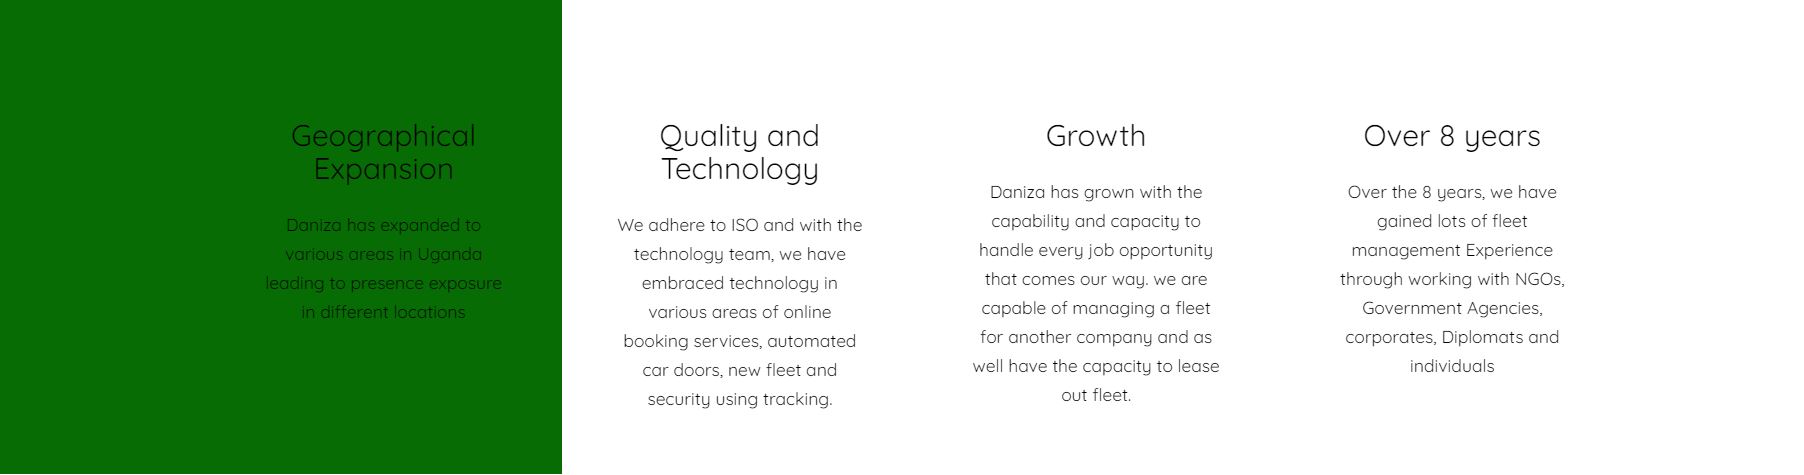 Geographical
Expansion
Daniza has expanded to
various areas in Uganda
leading to presence exposure
in different locations
Quality and
Technology
We adhere to ISO and with the
technology team, we have
embraced technology in
various areas of online
booking services, automated
car doors, new fleet and
security using tracking.
Growth
Daniza has grown with the
capability and capacity to
handle every job opportunity
that comes our way. we are
capable of managing a fleet
for another company and as
well have the capacity to lease
out fleet.
Over 8 years
Over the 8 years, we have
gained lots of fleet
management Experience
through working with NGOs,
Government Agencies,
corporates, Diplomats and
individuals